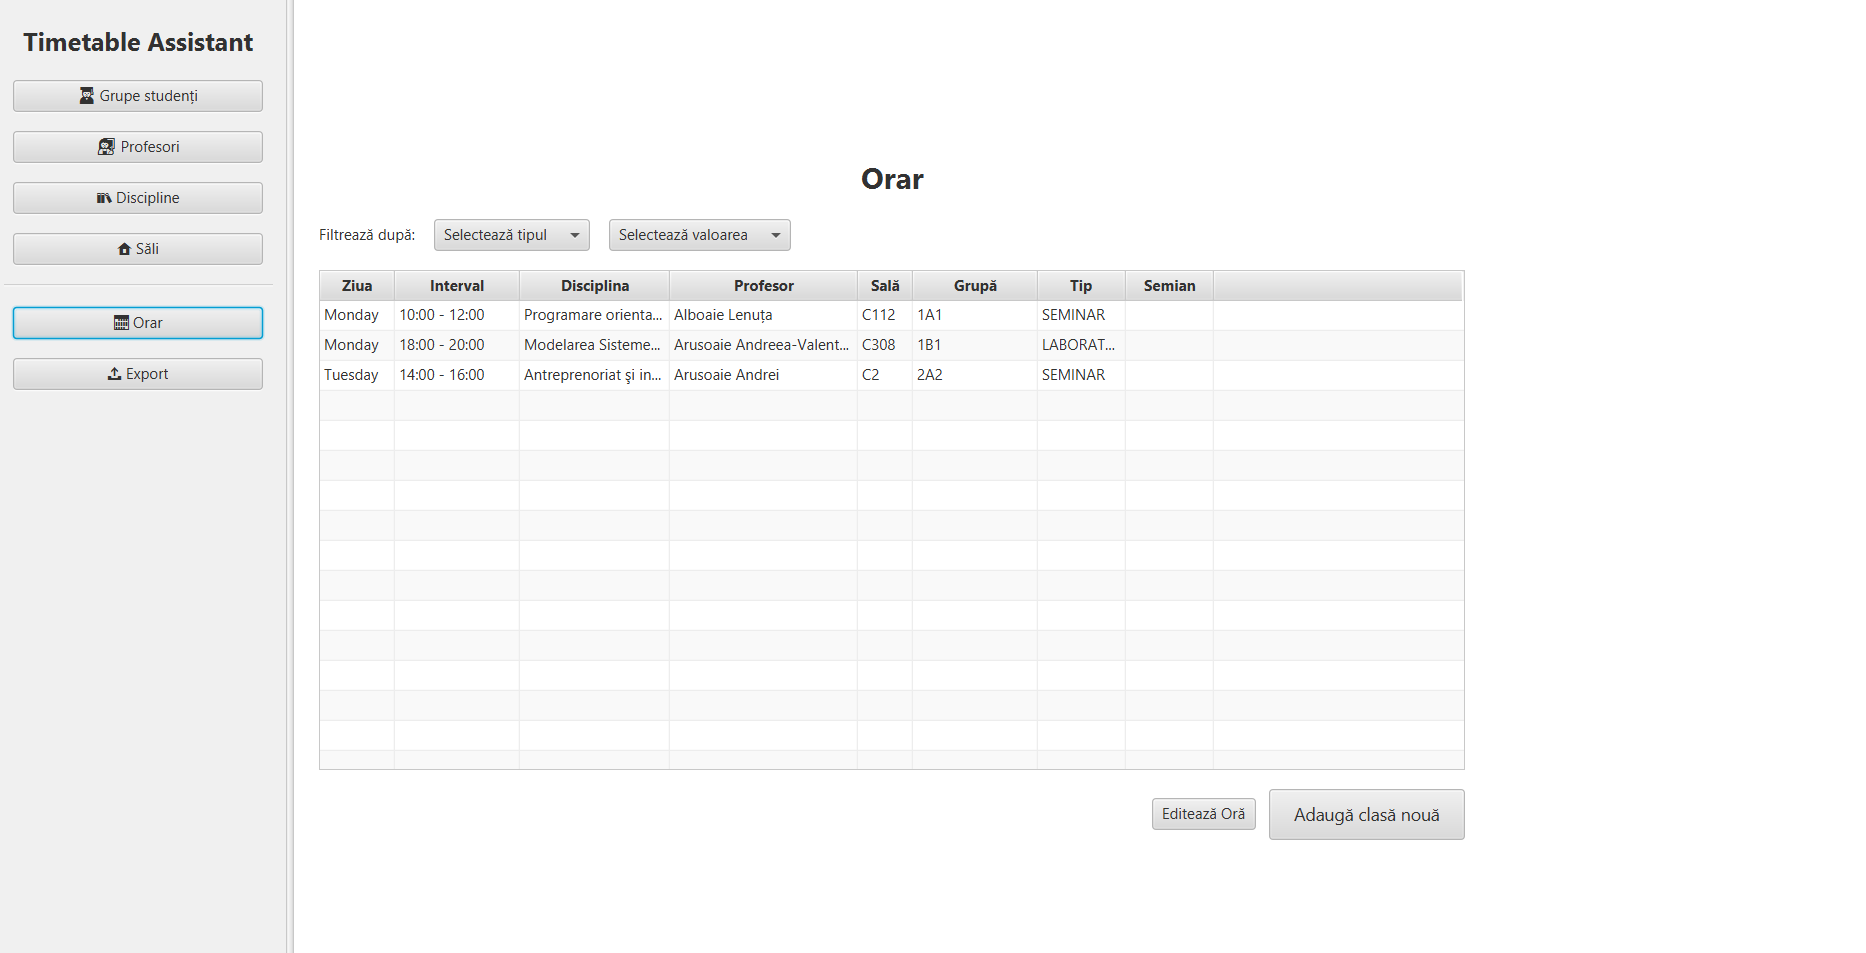 Timetable Assistant
Grupe studenți
Profesori
Discipline
Săli
Orar
Export
Orar
Filtrează după: Selectează tipul Selectează valoarea
Ziua Interval Disciplina Profesor Sală Grupă Tip Semian
Monday 10:00 - 12:00 Programare orienta... Alboaie Lenuța C112 1A1 SEMINAR
Monday 18:00 - 20:00 Modelarea Sisteme... Arusoaie Andreea-Valent... C308 1B1 LABORAT...
Tuesday 14:00 - 16:00 Antreprenoriat şi in... Arusoaie Andrei C2 2A2 SEMINAR
Editează Oră Adaugă clasă nouă